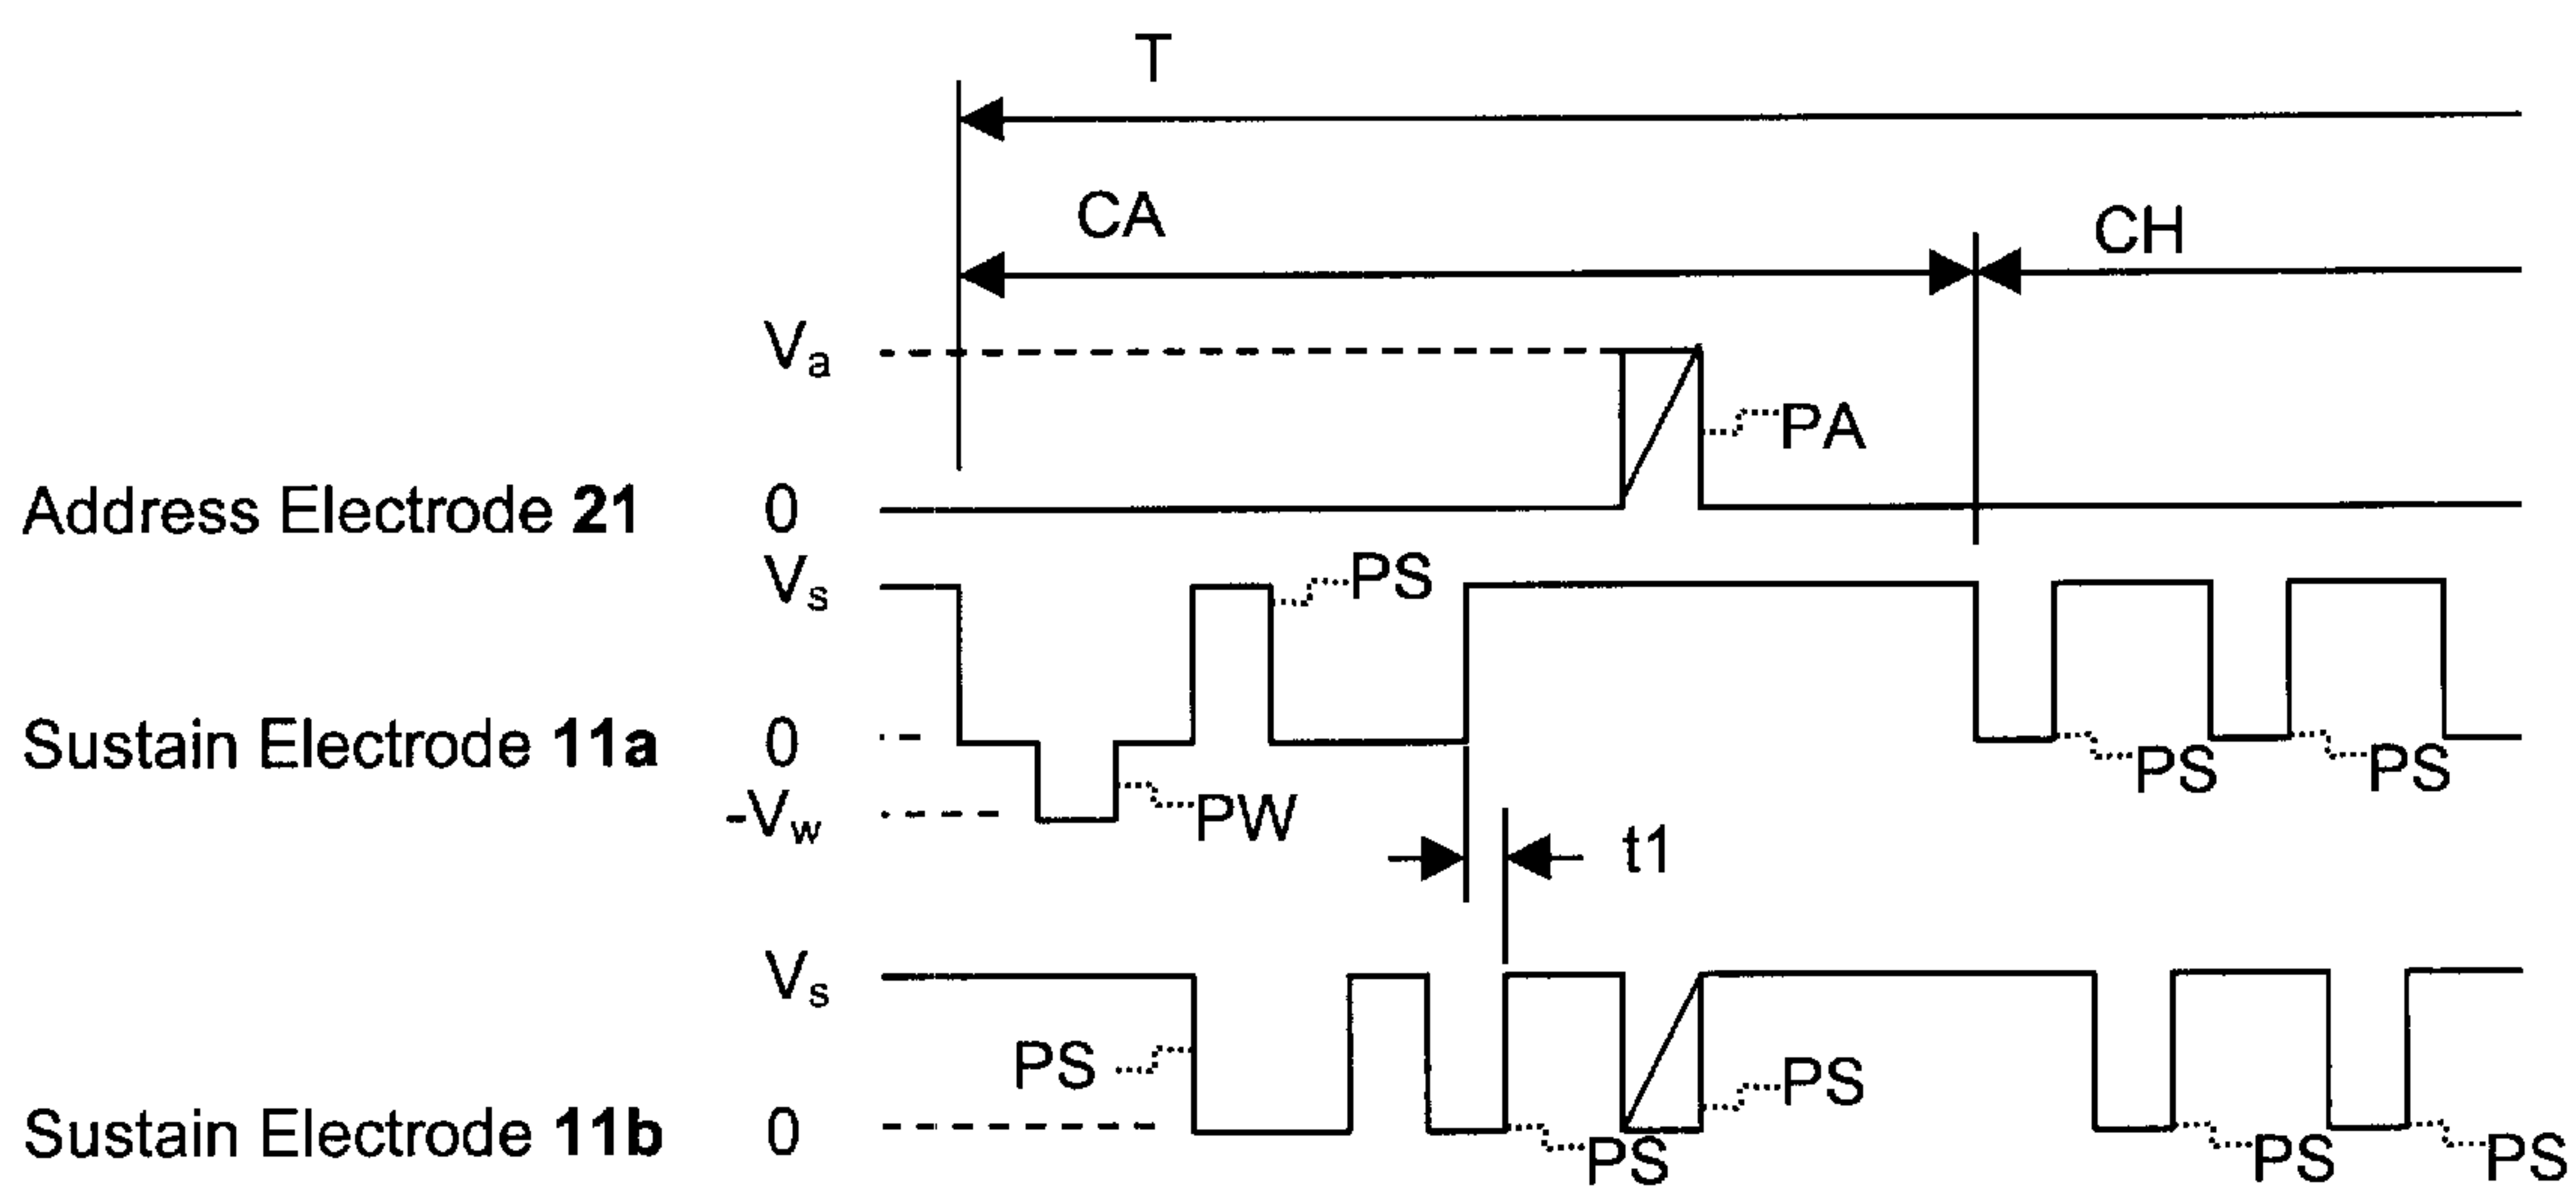 T
CA
CH
Va
PA
Address Electrode 21 0
Vs
PS
Sustain Electrode 11a 0
PS PS
-Vw
PW
t1
Vs
PS
PS
Sustain Electrode 11b 0
PS PS PS